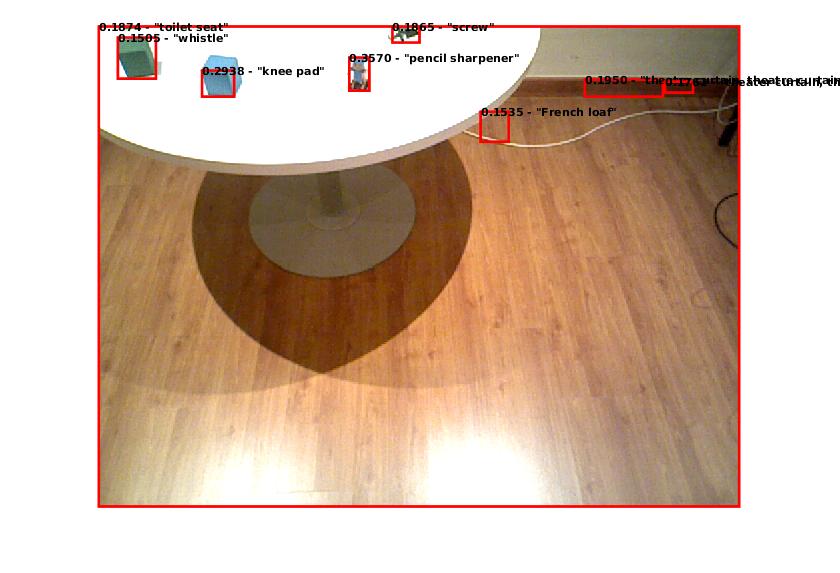 0.1874 - "toilet seat"
0.1865 - "screw"
0.1505 - "whistle"
0.3570 - "pencil sharpener"
0.2938 - "knee pad"
0.1950 - "theatre curtain, theatre curtain
0.1535 - "French loaf"